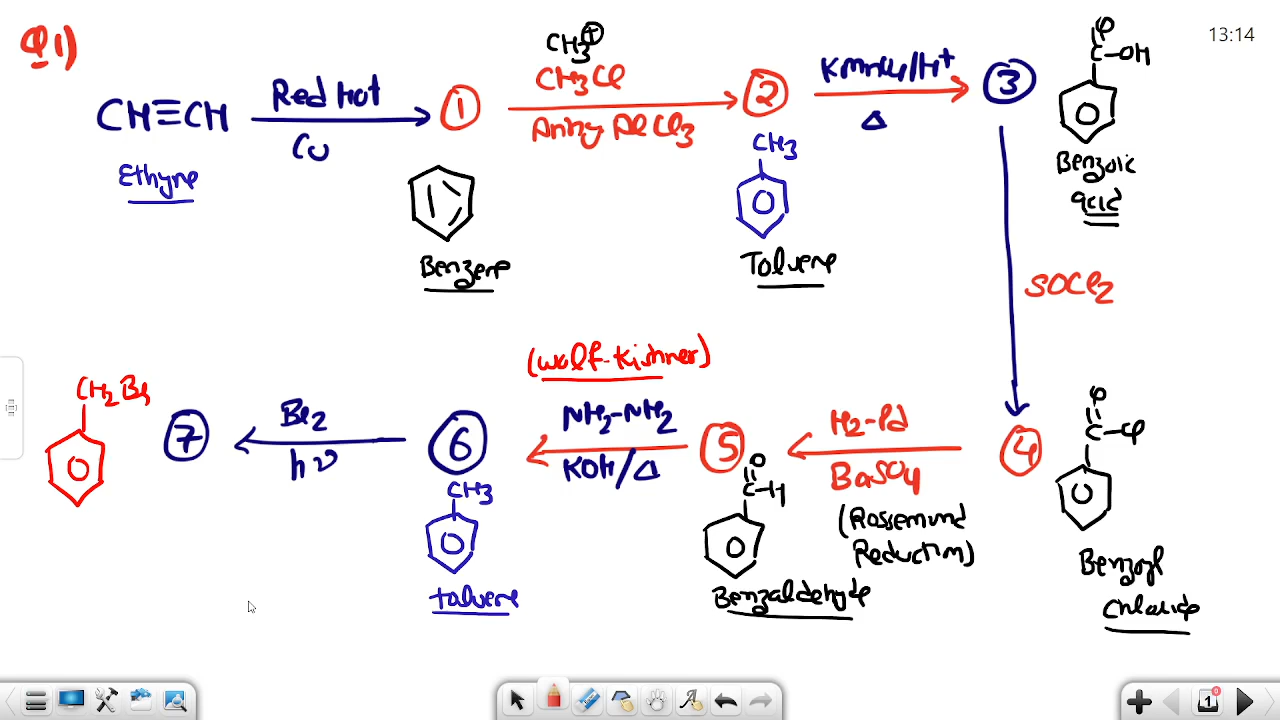 Q1)
13:14
CH≡CH
Ethyne
Red Hot
Cu
1
Benzene
CH3+
CH3Cl
Anhy AlCl3
2
CH3
Toluene
KMnO4/H+
Δ
3
O
C-OH
Benzoic
acid
SOCl2
4
O
C-Cl
Benzoyl
Chloride
H2-Pd
BaSO4
(Rossemund
Reduction)
5
O
C-H
Benzaldehyde
(Wolf-Kishner)
NH2-NH2
KOH/Δ
6
CH3
toluene
Br2
hν
7
CH2Br
1